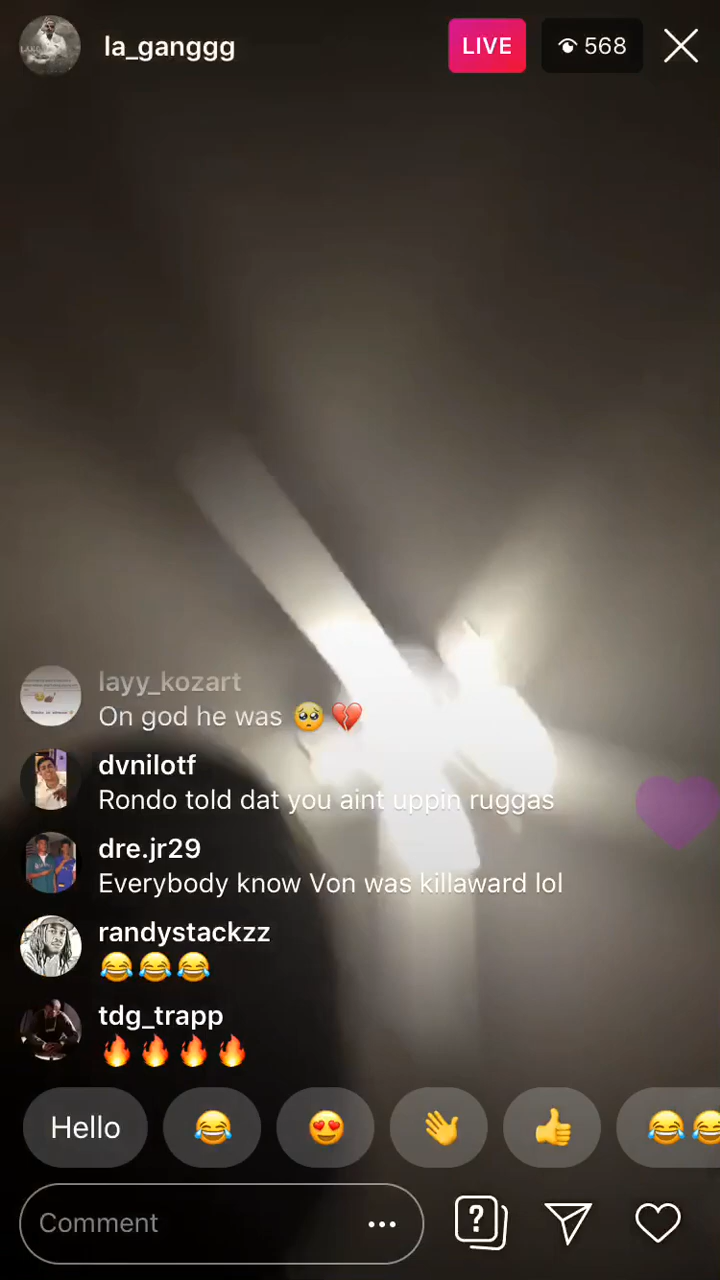 la_ganggg
LIVE
568
layy_kozart
On god he was 🥺💔
dvnilotf
Rondo told dat you aint uppin ruggas
dre.jr29
Everybody know Von was killaward lol
randystackzz
😂😂😂
tdg_trapp
🔥🔥🔥🔥
Hello 😂 😍 👋 👍 😂😂
Comment